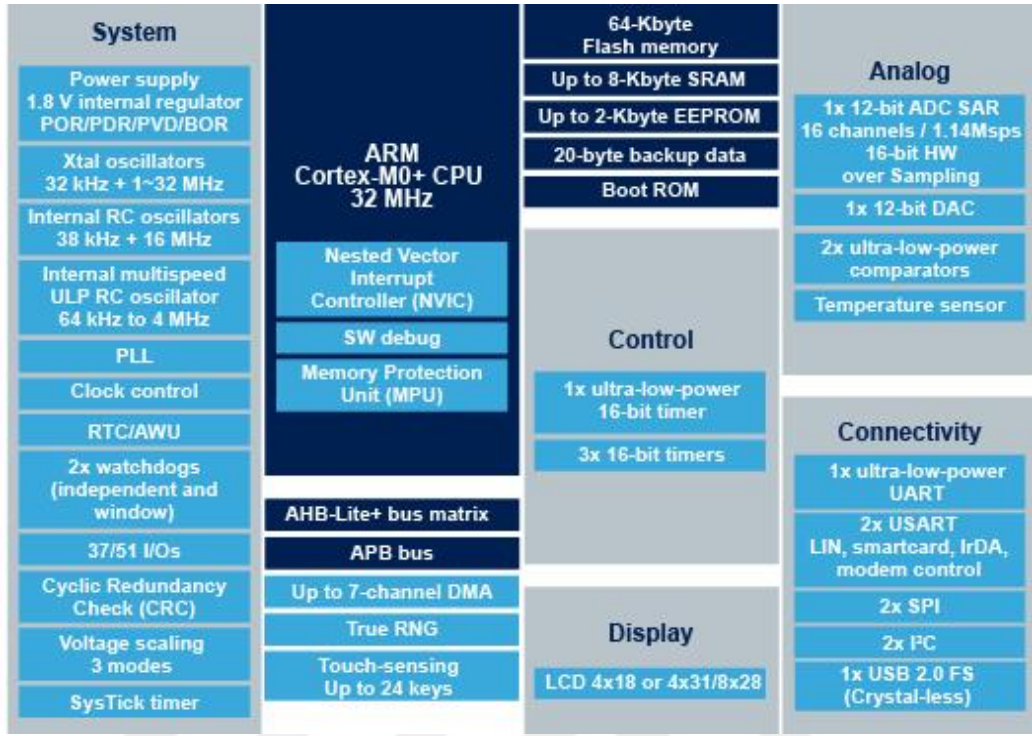 System
Power supply
1.8 V internal regulator
POR/PDR/PVD/BOR
Xtal oscillators
32 kHz + 1~32 MHz
Internal RC oscillators
38 kHz + 16 MHz
Internal multispeed
ULP RC oscillator
64 kHz to 4 MHz
PLL
Clock control
RTC/AWU
2x watchdogs
(independent and
window)
37/51 I/Os
Cyclic Redundancy
Check (CRC)
Voltage scaling
3 modes
SysTick timer
ARM
Cortex-M0+ CPU
32 MHz
Nested Vector
Interrupt
Controller (NVIC)
SW debug
Memory Protection
Unit (MPU)
AHB-Lite+ bus matrix
APB bus
Up to 7-channel DMA
True RNG
Touch-sensing
Up to 24 keys
64-Kbyte
Flash memory
Up to 8-Kbyte SRAM
Up to 2-Kbyte EEPROM
20-byte backup data
Boot ROM
Control
1x ultra-low-power
16-bit timer
3x 16-bit timers
Display
LCD 4x18 or 4x31/8x28
Analog
1x 12-bit ADC SAR
16 channels / 1.14Msps
16-bit HW
over Sampling
1x 12-bit DAC
2x ultra-low-power
comparators
Temperature sensor
Connectivity
1x ultra-low-power
UART
2x USART
LIN, smartcard, IrDA,
modem control
2x SPI
2x I²C
1x USB 2.0 FS
(Crystal-less)